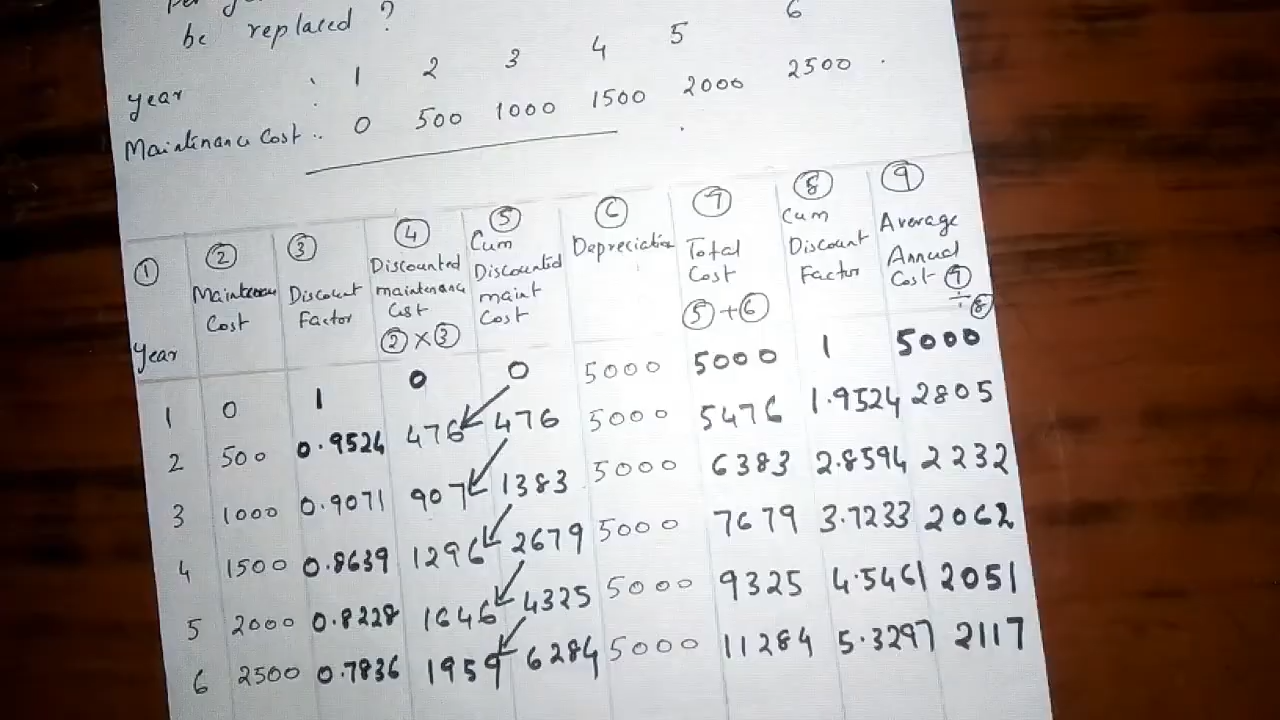 be replaced ?
year : 1 2 3 4 5 6
Maintenance Cost : 0 500 1000 1500 2000 2500
① ② ③ ④ ⑤ ⑥ ⑦ ⑧ ⑨
year
Maintenance Cost
Discount Factor
Discounted maintenance Cost ② × ③
Cum Discounted maint Cost
Depreciation
Total Cost ⑤ + ⑥
Cum Discount Factor
Average Annual Cost ⑦ ÷ ⑧
1 0 1 0 0 5000 5000 1 5000
2 500 0.9524 476 476 5000 5476 1.9524 2805
3 1000 0.9071 907 1383 5000 6383 2.8594 2232
4 1500 0.8639 1296 2679 5000 7679 3.7233 2062
5 2000 0.8228 1646 4325 5000 9325 4.5461 2051
6 2500 0.7836 1959 6284 5000 11284 5.3297 2117